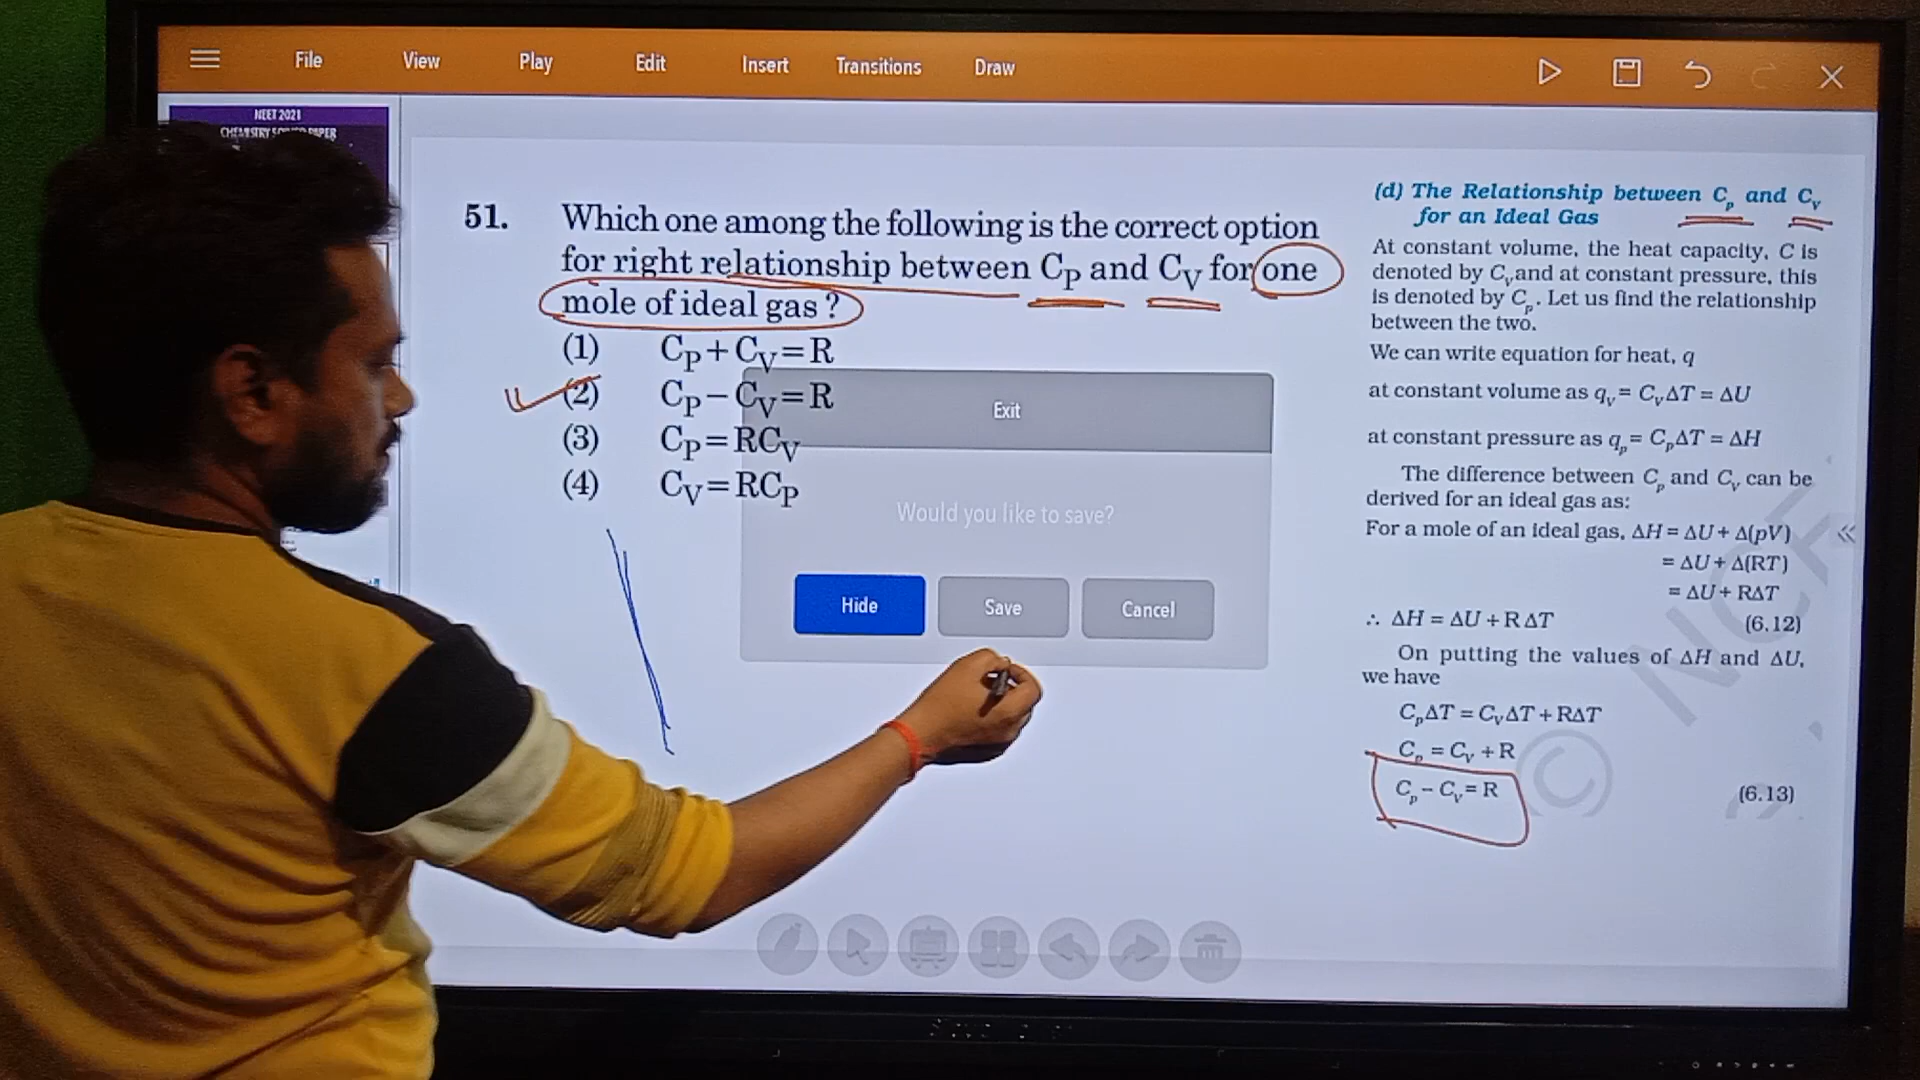 File View Play Edit Insert Transitions Draw
NEET 2021
51. Which one among the following is the correct option
for right relationship between CP and CV for one
mole of ideal gas ?
(1) CP + CV = R
(2) CP − CV = R
(3) CP = RCV
(4) CV = RCP
Exit
Would you like to save?
Hide Save Cancel
(d) The Relationship between Cp and CV
for an Ideal Gas
At constant volume, the heat capacity, C is
denoted by CV and at constant pressure, this
is denoted by Cp. Let us find the relationship
between the two.
We can write equation for heat, q
at constant volume as qV = CVΔT = ΔU
at constant pressure as qp = CpΔT = ΔH
The difference between Cp and CV can be
derived for an ideal gas as:
For a mole of an ideal gas, ΔH = ΔU + Δ(pV)
= ΔU + Δ(RT)
= ΔU + RΔT
∴ ΔH = ΔU + R ΔT (6.12)
On putting the values of ΔH and ΔU,
we have
CpΔT = CVΔT + RΔT
Cp = CV + R
Cp − CV = R (6.13)